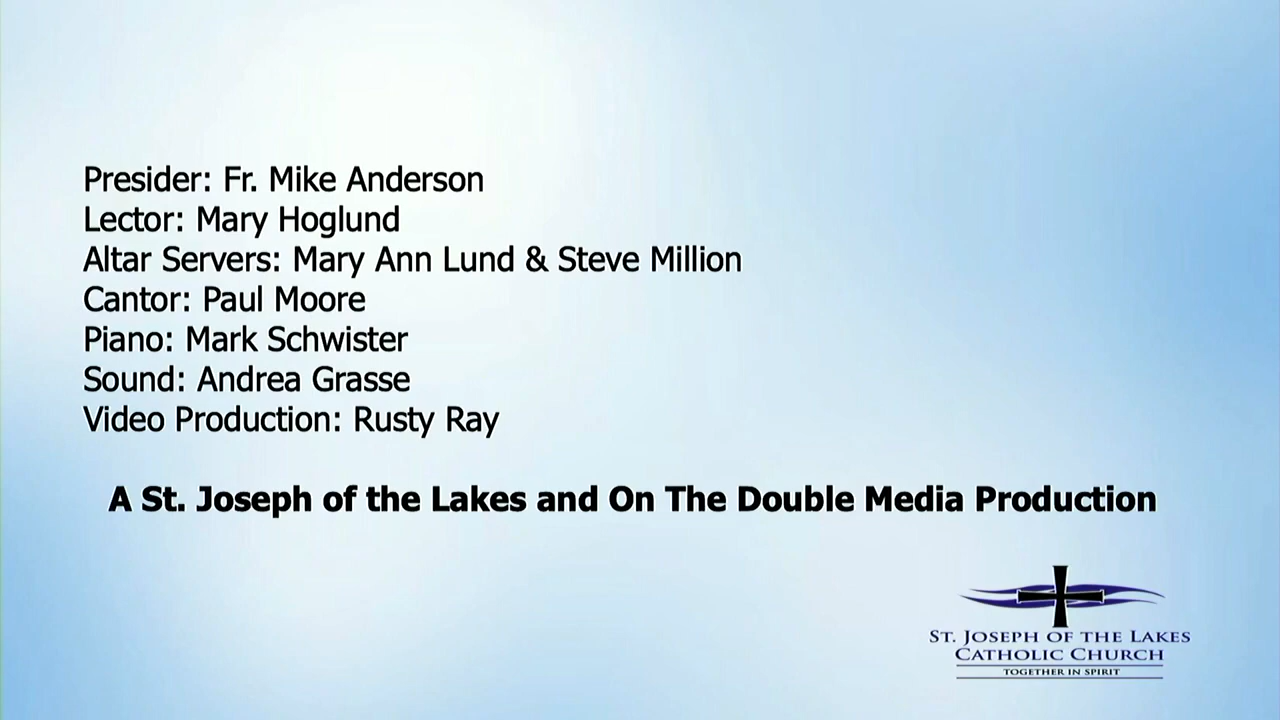 Presider: Fr. Mike Anderson
Lector: Mary Hoglund
Altar Servers: Mary Ann Lund & Steve Million
Cantor: Paul Moore
Piano: Mark Schwister
Sound: Andrea Grasse
Video Production: Rusty Ray
A St. Joseph of the Lakes and On The Double Media Production
St. Joseph of the Lakes
Catholic Church
Together in Spirit